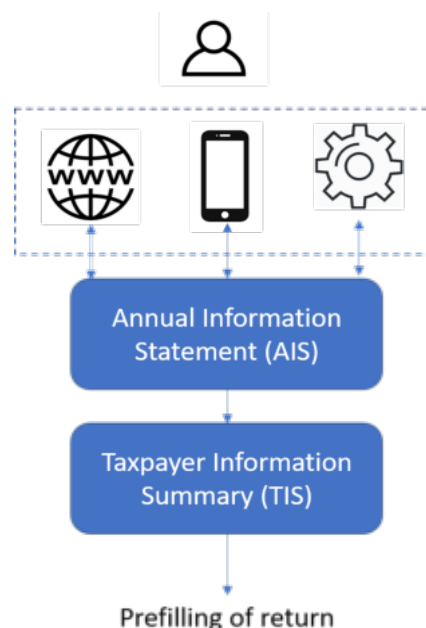 WWW
Annual Information
Statement (AIS)
Taxpayer Information
Summary (TIS)
Prefilling of return